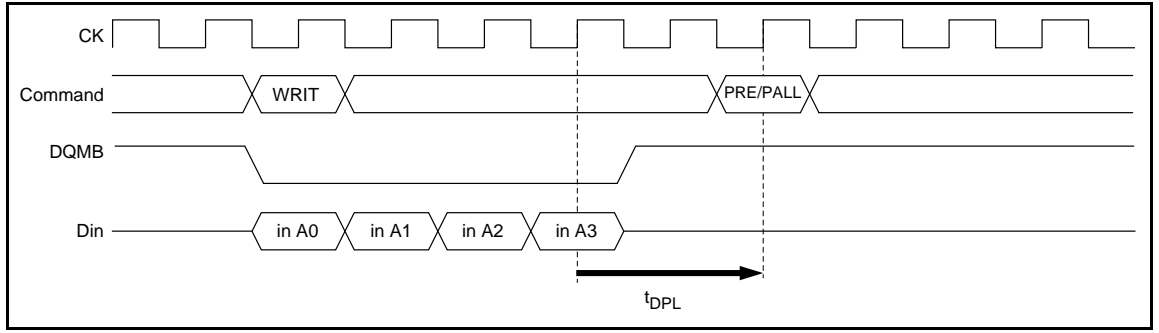 CK
Command WRIT PRE/PALL
DQMB
Din in A0 in A1 in A2 in A3
tDPL